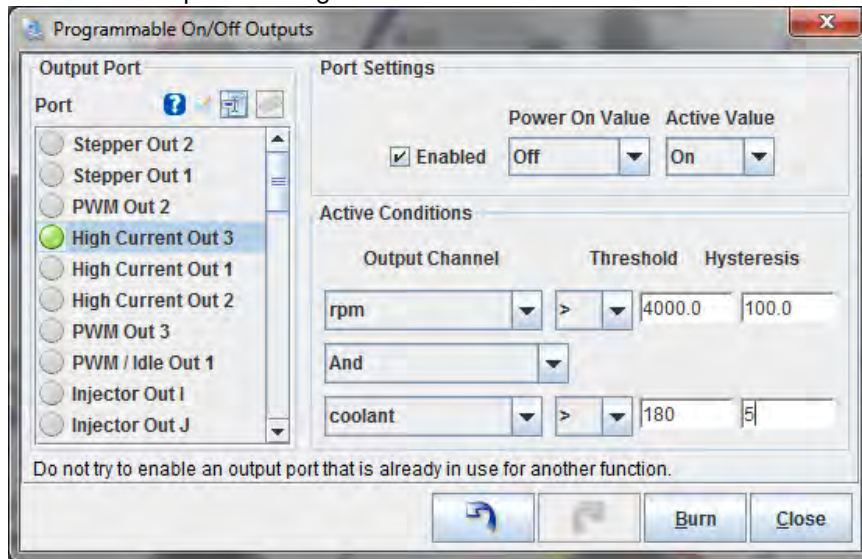 Programmable On/Off Outputs
Output Port
Port
Stepper Out 2
Stepper Out 1
PWM Out 2
High Current Out 3
High Current Out 1
High Current Out 2
PWM Out 3
PWM / Idle Out 1
Injector Out I
Injector Out J
Port Settings
Power On Value Active Value
Enabled Off On
Active Conditions
Output Channel Threshold Hysteresis
rpm > 4000.0 100.0
And
coolant > 180 5
Do not try to enable an output port that is already in use for another function.
Burn Close